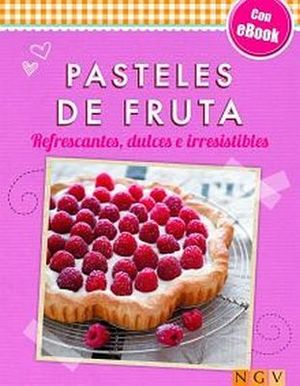 Con
eBook
PASTELES
DE FRUTA
Refrescantes, dulces e irresistibles
NGV